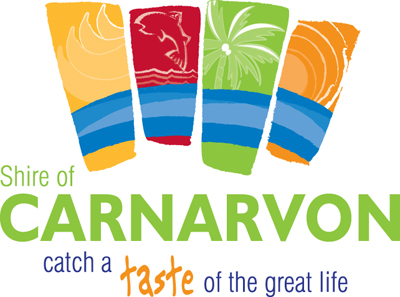 Shire of
CARNARVON
catch a taste of the great life